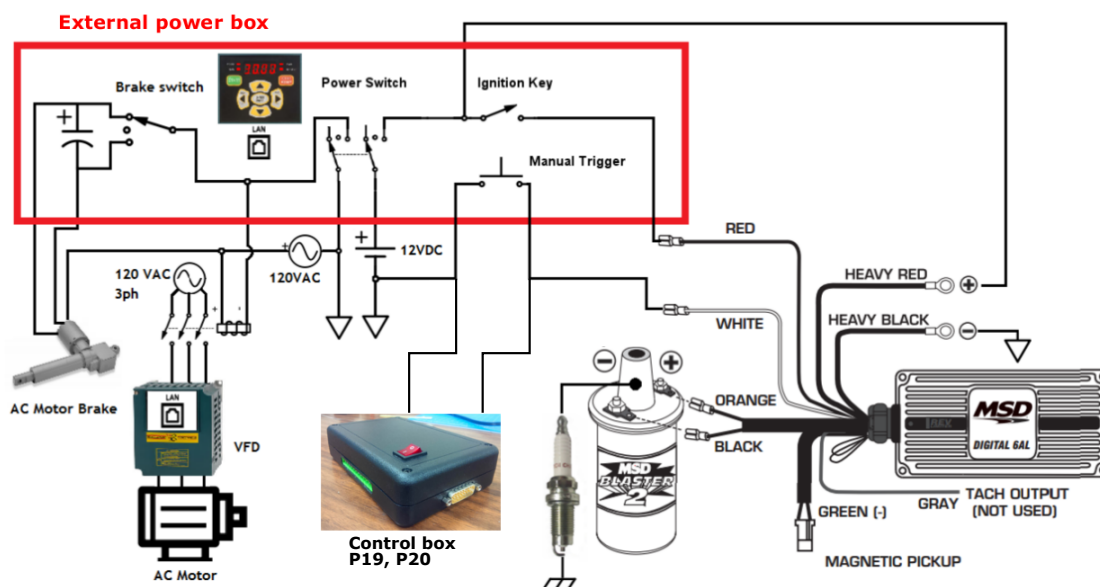 External power box
Brake switch
Power Switch
Ignition Key
LAN
Manual Trigger
+
+
12VDC
+
120VAC
120 VAC
3ph
+
-
RED
HEAVY RED
+
WHITE
HEAVY BLACK
−
− +
AC Motor Brake
LAN
VFD
ORANGE
BLACK
MSD
DIGITAL 6AL
MSD
BLASTER
2
GREEN (-)
GRAY
TACH OUTPUT
(NOT USED)
Control box
P19, P20
MAGNETIC PICKUP
AC Motor